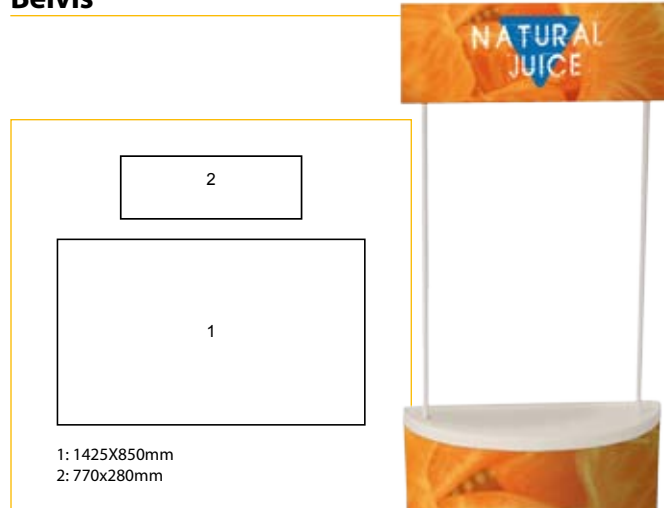 Belvis
NATURAL
JUICE
2
1
1: 1425X850mm
2: 770x280mm